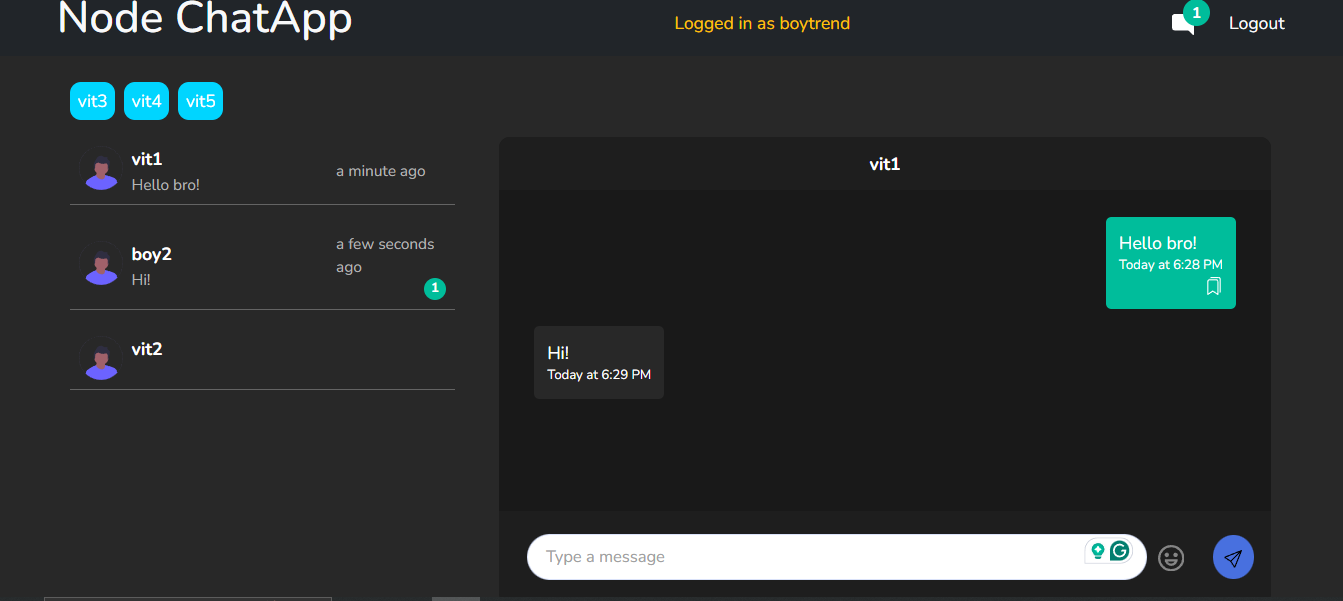 Node ChatApp
Logged in as boytrend
1
Logout
vit3
vit4
vit5
vit1
Hello bro!
a minute ago
boy2
Hi!
a few seconds
ago
1
vit2
vit1
Hello bro!
Today at 6:28 PM
Hi!
Today at 6:29 PM
Type a message